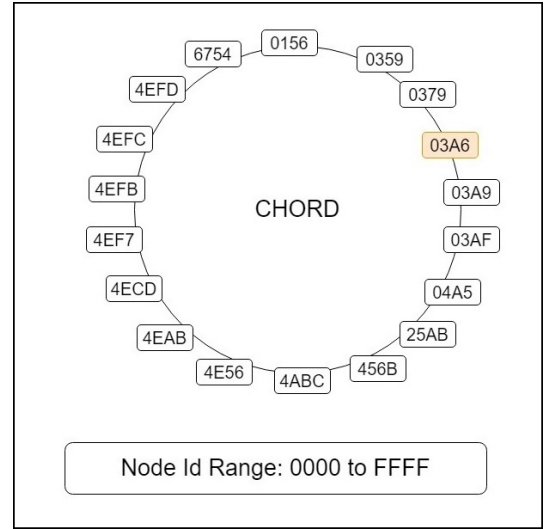 0156
0359
0379
03A6
03A9
03AF
04A5
25AB
456B
4ABC
4E56
4EAB
4ECD
4EF7
4EFB
4EFC
4EFD
6754
CHORD
Node Id Range: 0000 to FFFF